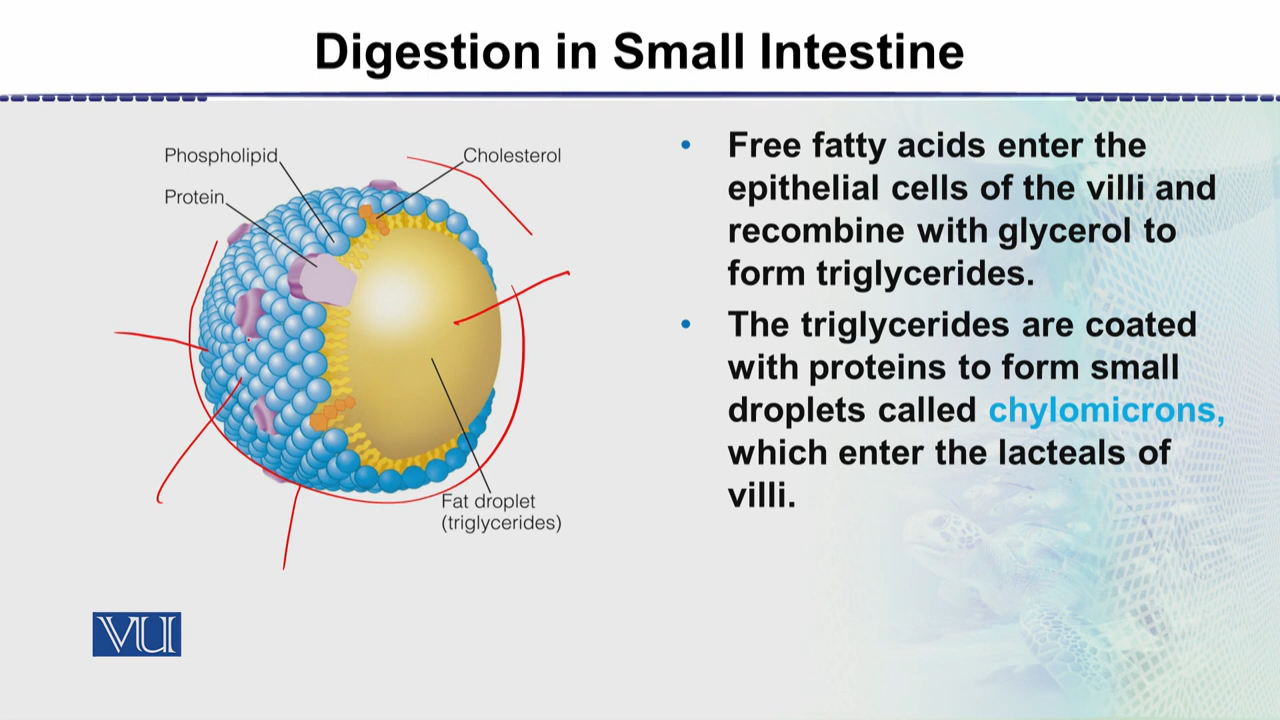 Digestion in Small Intestine
Phospholipid
Cholesterol
Protein
Fat droplet
(triglycerides)
• Free fatty acids enter the
epithelial cells of the villi and
recombine with glycerol to
form triglycerides.
• The triglycerides are coated
with proteins to form small
droplets called chylomicrons,
which enter the lacteals of
villi.
VU